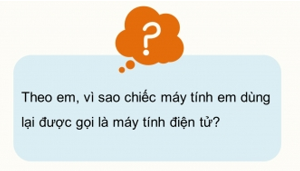 ?
Theo em, vì sao chiếc máy tính em dùng
lại được gọi là máy tính điện tử?